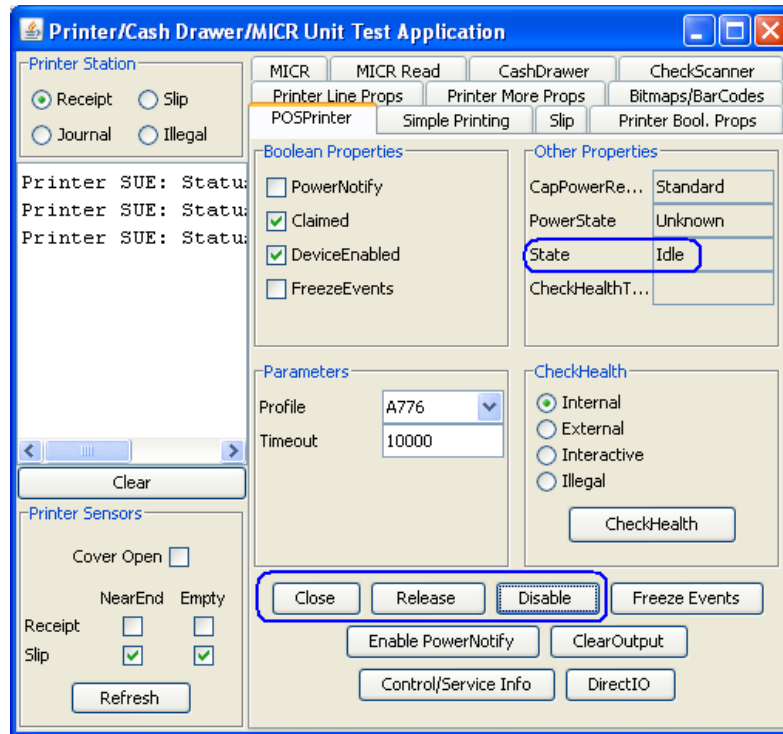 Printer/Cash Drawer/MICR Unit Test Application
Printer Station
Receipt Slip
Journal Illegal
Printer SUE: Statu
Printer SUE: Statu
Printer SUE: Statu
Clear
Printer Sensors
Cover Open
NearEnd Empty
Receipt
Slip
Refresh
MICR MICR Read CashDrawer CheckScanner
Printer Line Props Printer More Props Bitmaps/BarCodes
POSPrinter Simple Printing Slip Printer Bool. Props
Boolean Properties
PowerNotify
Claimed
DeviceEnabled
FreezeEvents
Other Properties
CapPowerRe... Standard
PowerState Unknown
State Idle
CheckHealthT...
Parameters
Profile A776
Timeout 10000
CheckHealth
Internal
External
Interactive
Illegal
CheckHealth
Close Release Disable Freeze Events
Enable PowerNotify ClearOutput
Control/Service Info DirectIO